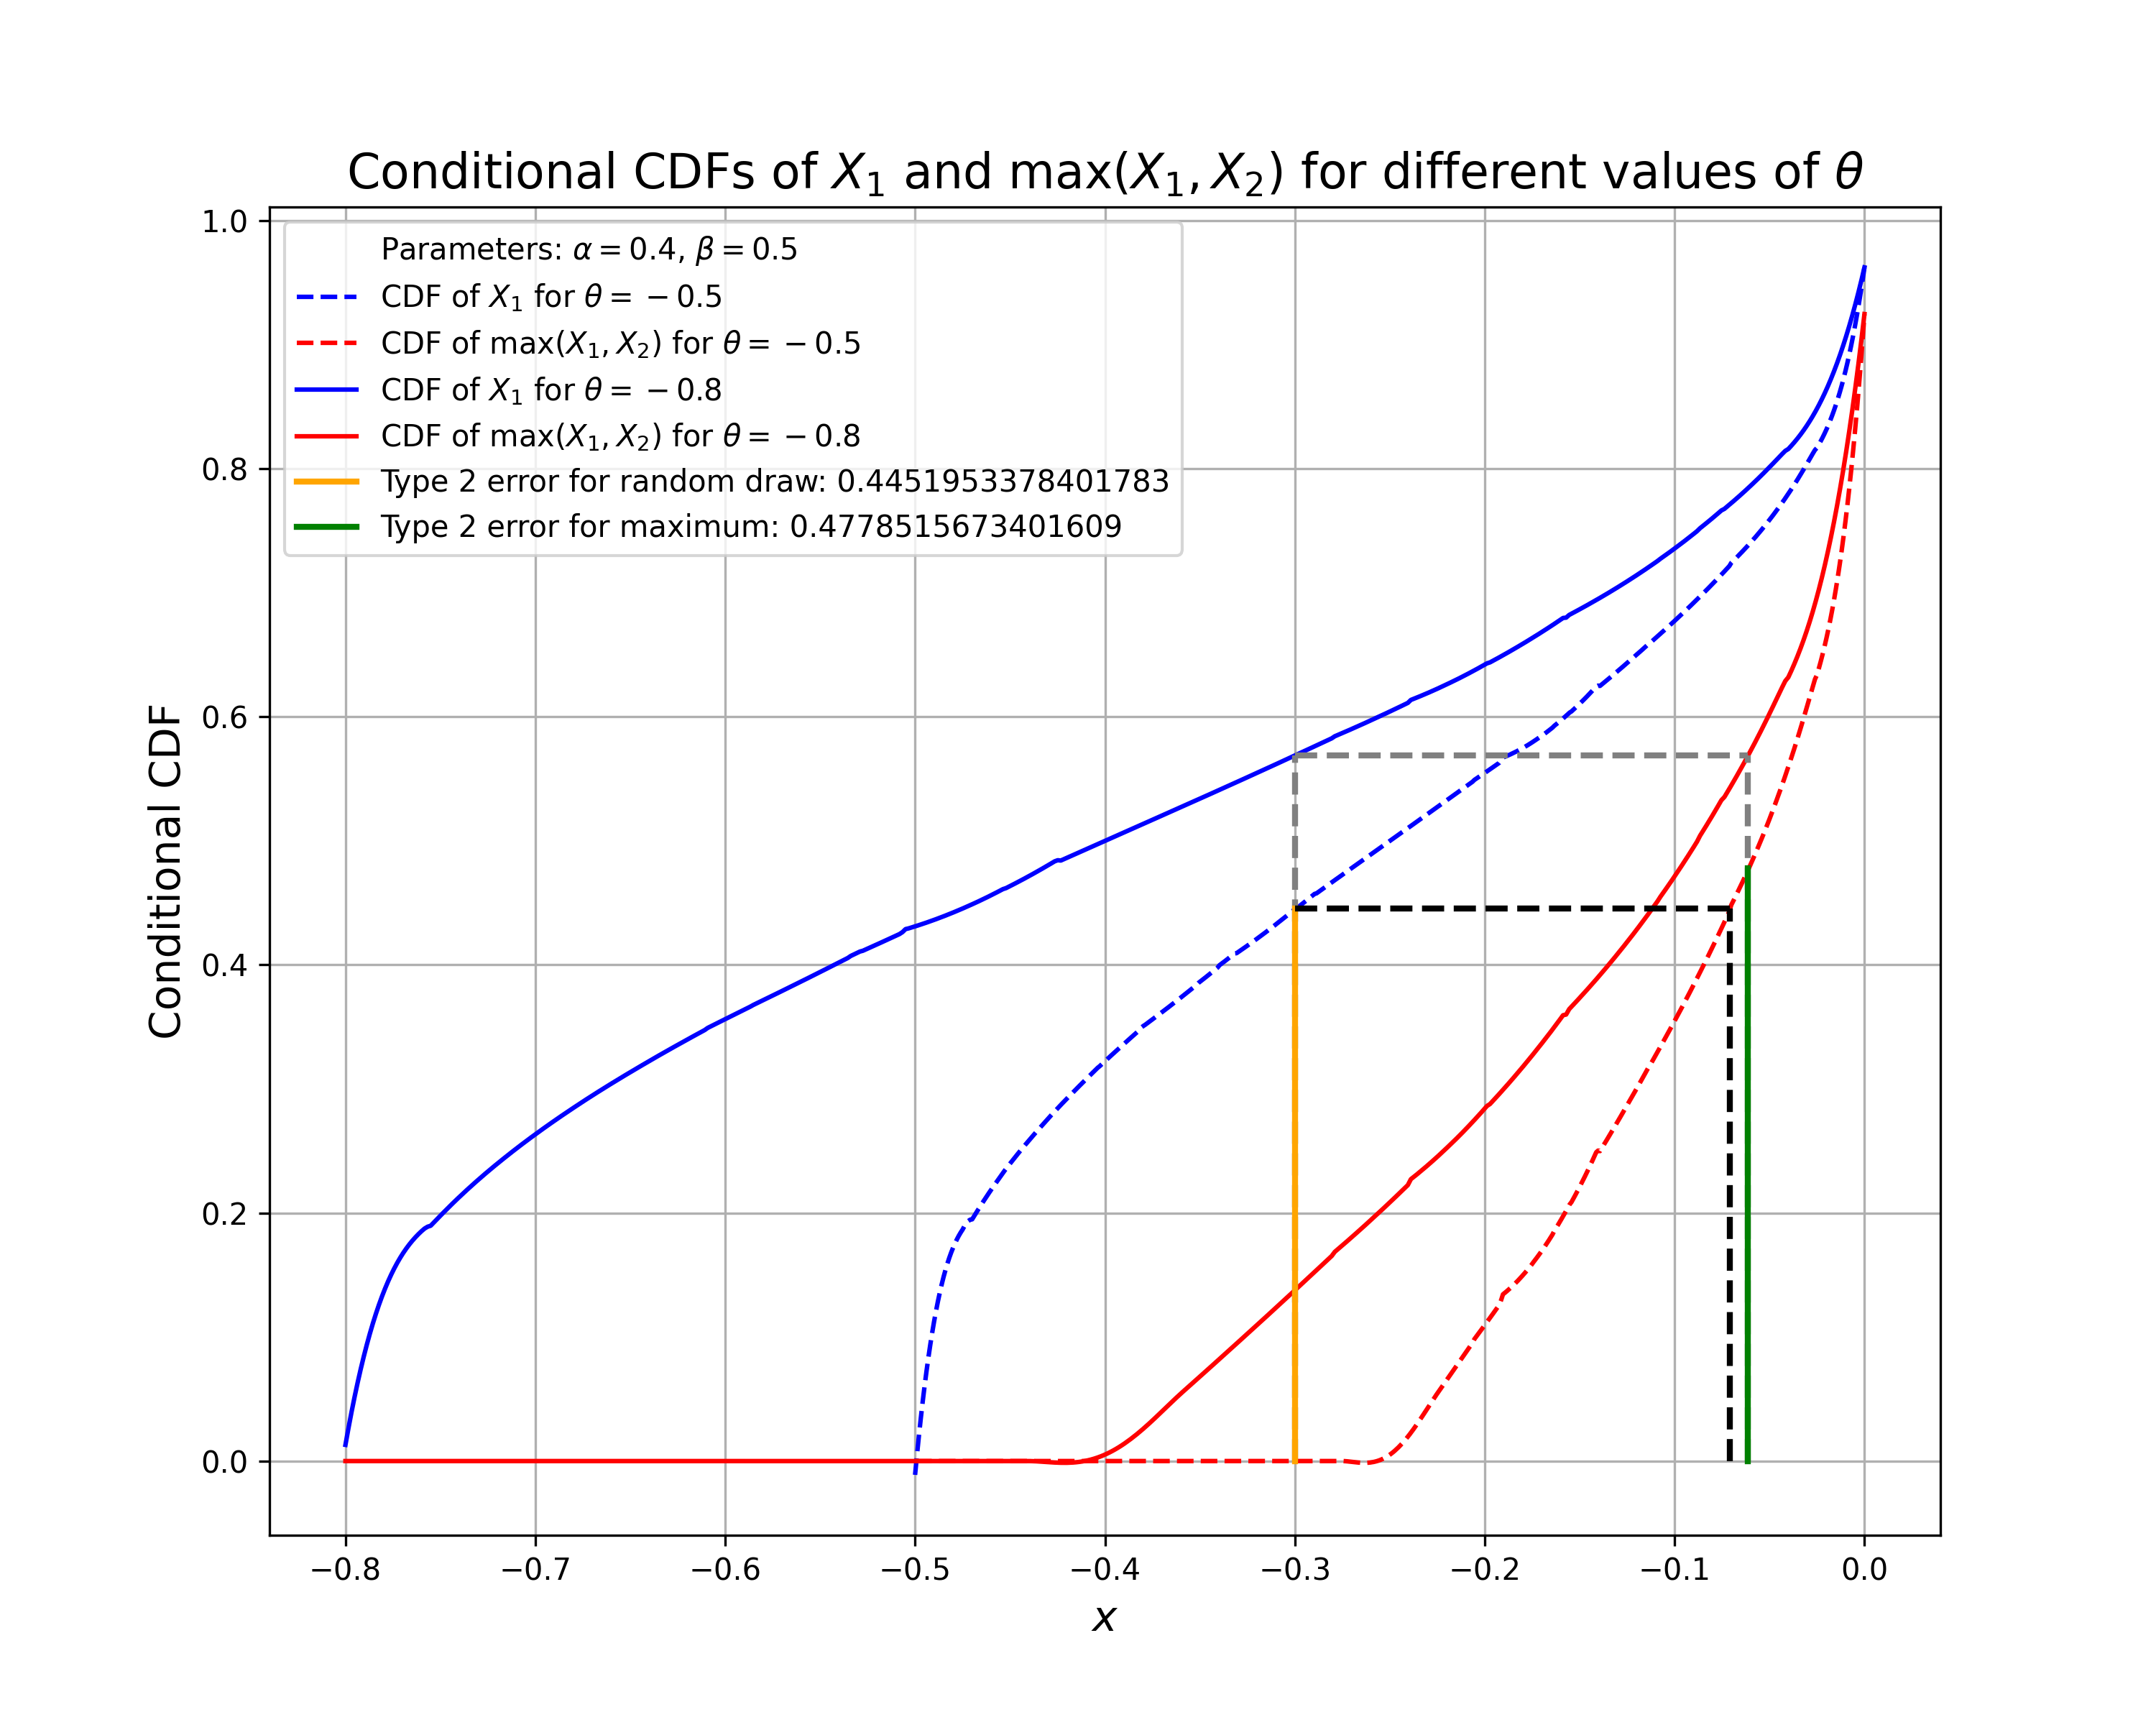 Conditional CDFs of X₁ and max(X₁, X₂) for different values of θ
Parameters: α = 0.4, β = 0.5
CDF of X₁ for θ = −0.5
CDF of max(X₁, X₂) for θ = −0.5
CDF of X₁ for θ = −0.8
CDF of max(X₁, X₂) for θ = −0.8
Type 2 error for random draw: 0.4451953378401783
Type 2 error for maximum: 0.4778515673401609
1.0
0.8
0.6
0.4
0.2
0.0
Conditional CDF
−0.8 −0.7 −0.6 −0.5 −0.4 −0.3 −0.2 −0.1 0.0
x